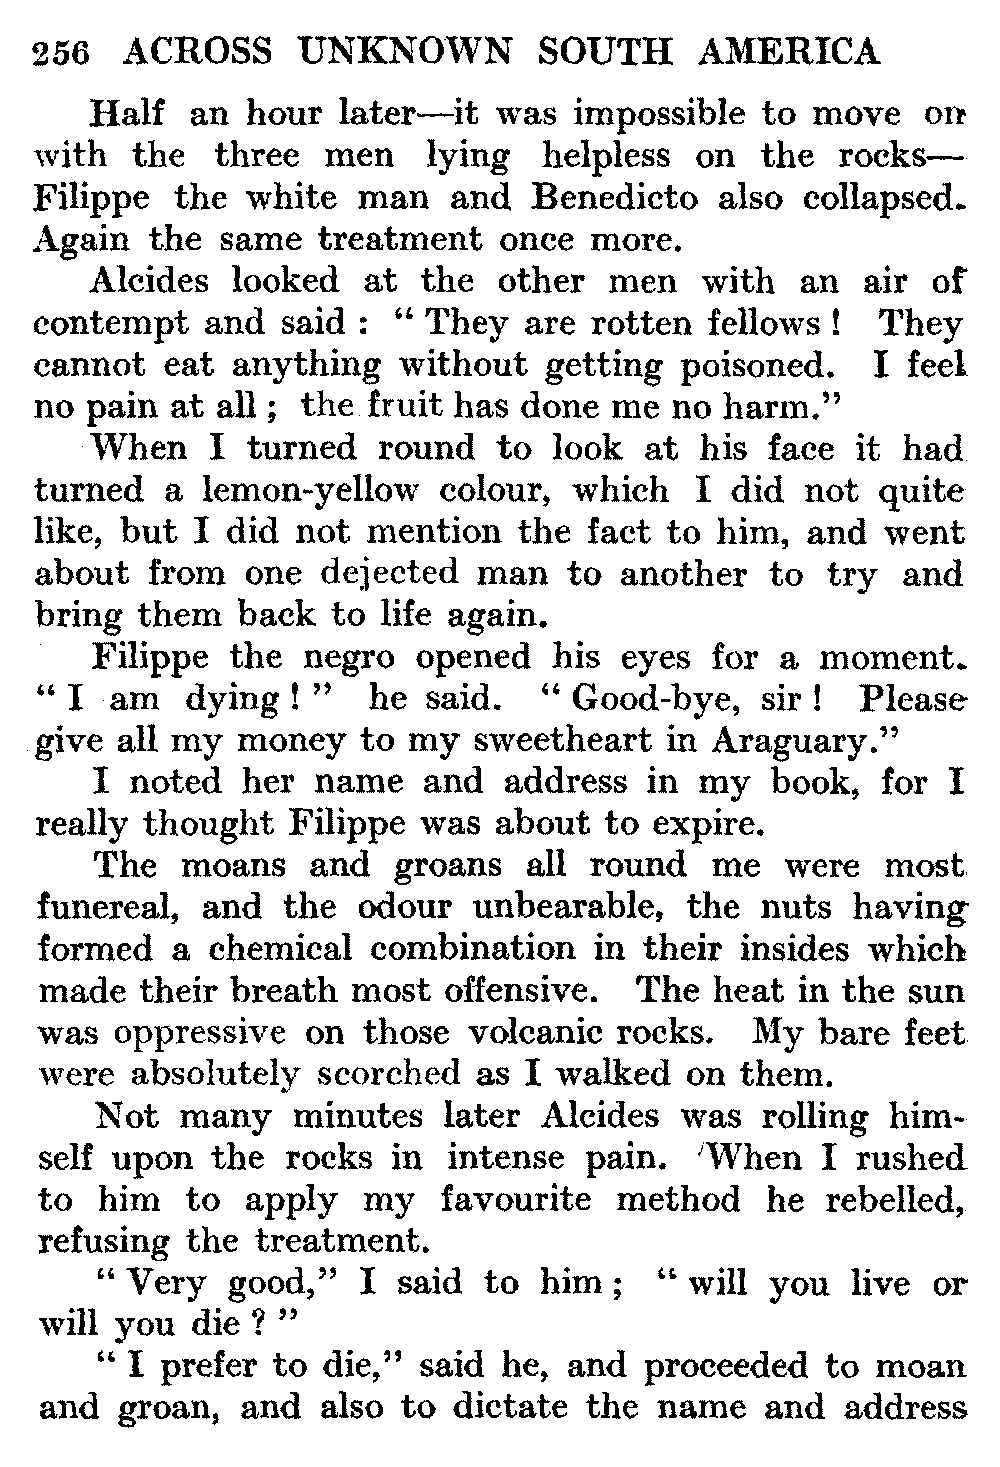 256 ACROSS UNKNOWN SOUTH AMERICA
Half an hour later—it was impossible to move on
with the three men lying helpless on the rocks—
Filippe the white man and Benedicto also collapsed.
Again the same treatment once more.
Alcides looked at the other men with an air of
contempt and said : “ They are rotten fellows ! They
cannot eat anything without getting poisoned. I feel
no pain at all ; the fruit has done me no harm.”
When I turned round to look at his face it had
turned a lemon-yellow colour, which I did not quite
like, but I did not mention the fact to him, and went
about from one dejected man to another to try and
bring them back to life again.
Filippe the negro opened his eyes for a moment.
“ I am dying ! ” he said. “ Good-bye, sir ! Please
give all my money to my sweetheart in Araguary.”
I noted her name and address in my book, for I
really thought Filippe was about to expire.
The moans and groans all round me were most
funereal, and the odour unbearable, the nuts having
formed a chemical combination in their insides which
made their breath most offensive. The heat in the sun
was oppressive on those volcanic rocks. My bare feet
were absolutely scorched as I walked on them.
Not many minutes later Alcides was rolling him-
self upon the rocks in intense pain. When I rushed
to him to apply my favourite method he rebelled,
refusing the treatment.
“ Very good,” I said to him ; “ will you live or
will you die ? ”
“ I prefer to die,” said he, and proceeded to moan
and groan, and also to dictate the name and address